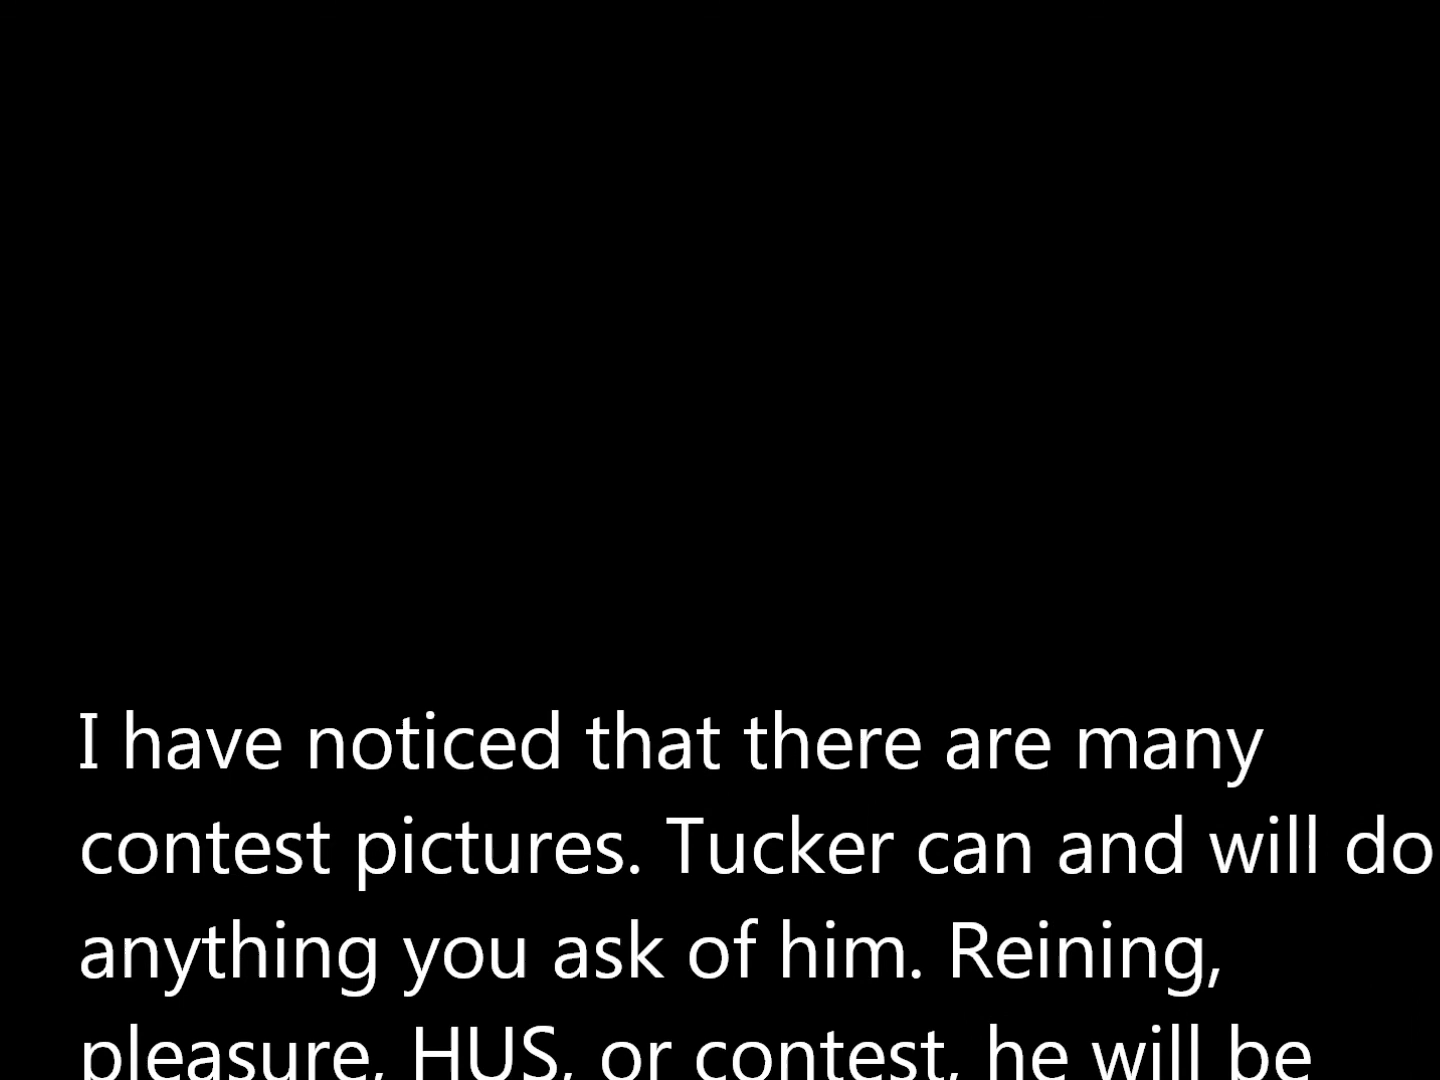 I have noticed that there are many
contest pictures. Tucker can and will do
anything you ask of him. Reining,
pleasure, HUS, or contest, he will be